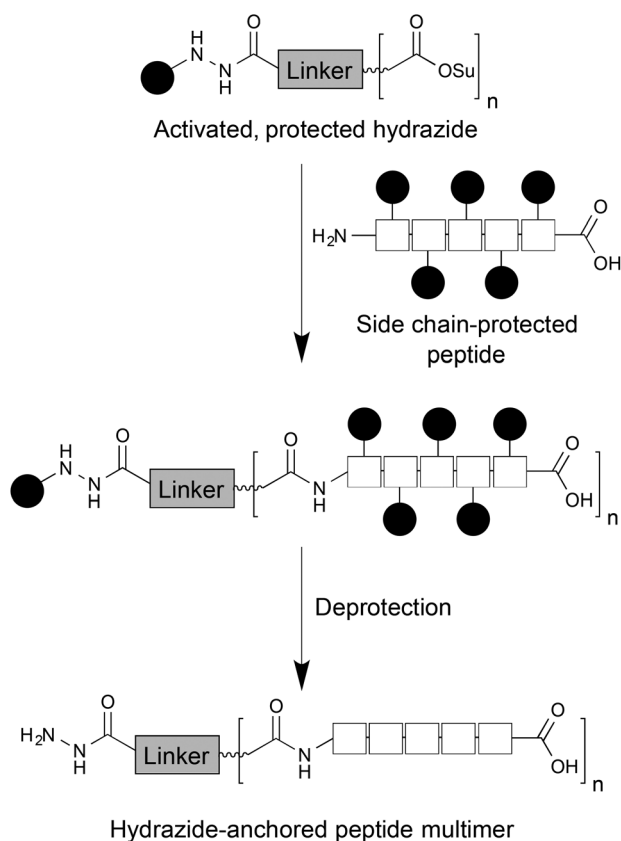 H
N
N
H
O
Linker
O
OSu
n
Activated, protected hydrazide
H₂N
O
OH
Side chain-protected
peptide
H
N
N
H
O
Linker
O
N
H
O
OH
n
Deprotection
H₂N
N
H
O
Linker
O
N
H
O
OH
n
Hydrazide-anchored peptide multimer